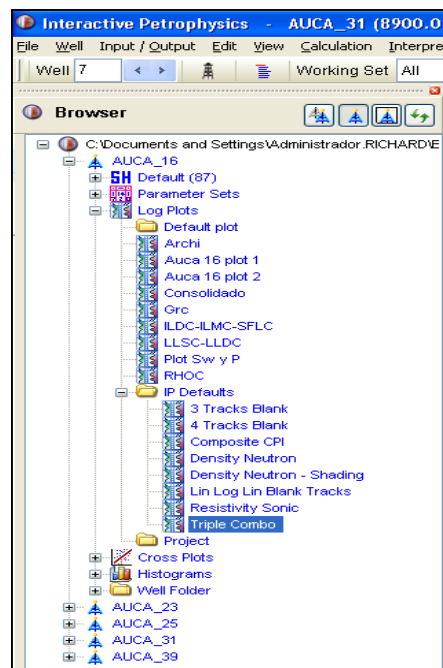 Interactive Petrophysics - AUCA_31 (8900.0
File Well Input / Output Edit View Calculation Interpre
Well 7 Working Set All
Browser
C:\Documents and Settings\Administrador.RICHARD\E
AUCA_16
SH Default (87)
Parameter Sets
Log Plots
Default plot
Archi
Auca 16 plot 1
Auca 16 plot 2
Consolidado
Grc
ILDC-ILMC-SFLC
LLSC-LLDC
Plot Sw y P
RHOC
IP Defaults
3 Tracks Blank
4 Tracks Blank
Composite CPI
Density Neutron
Density Neutron - Shading
Lin Log Lin Blank Tracks
Resistivity Sonic
Triple Combo
Project
Cross Plots
Histograms
Well Folder
AUCA_23
AUCA_25
AUCA_31
AUCA_39